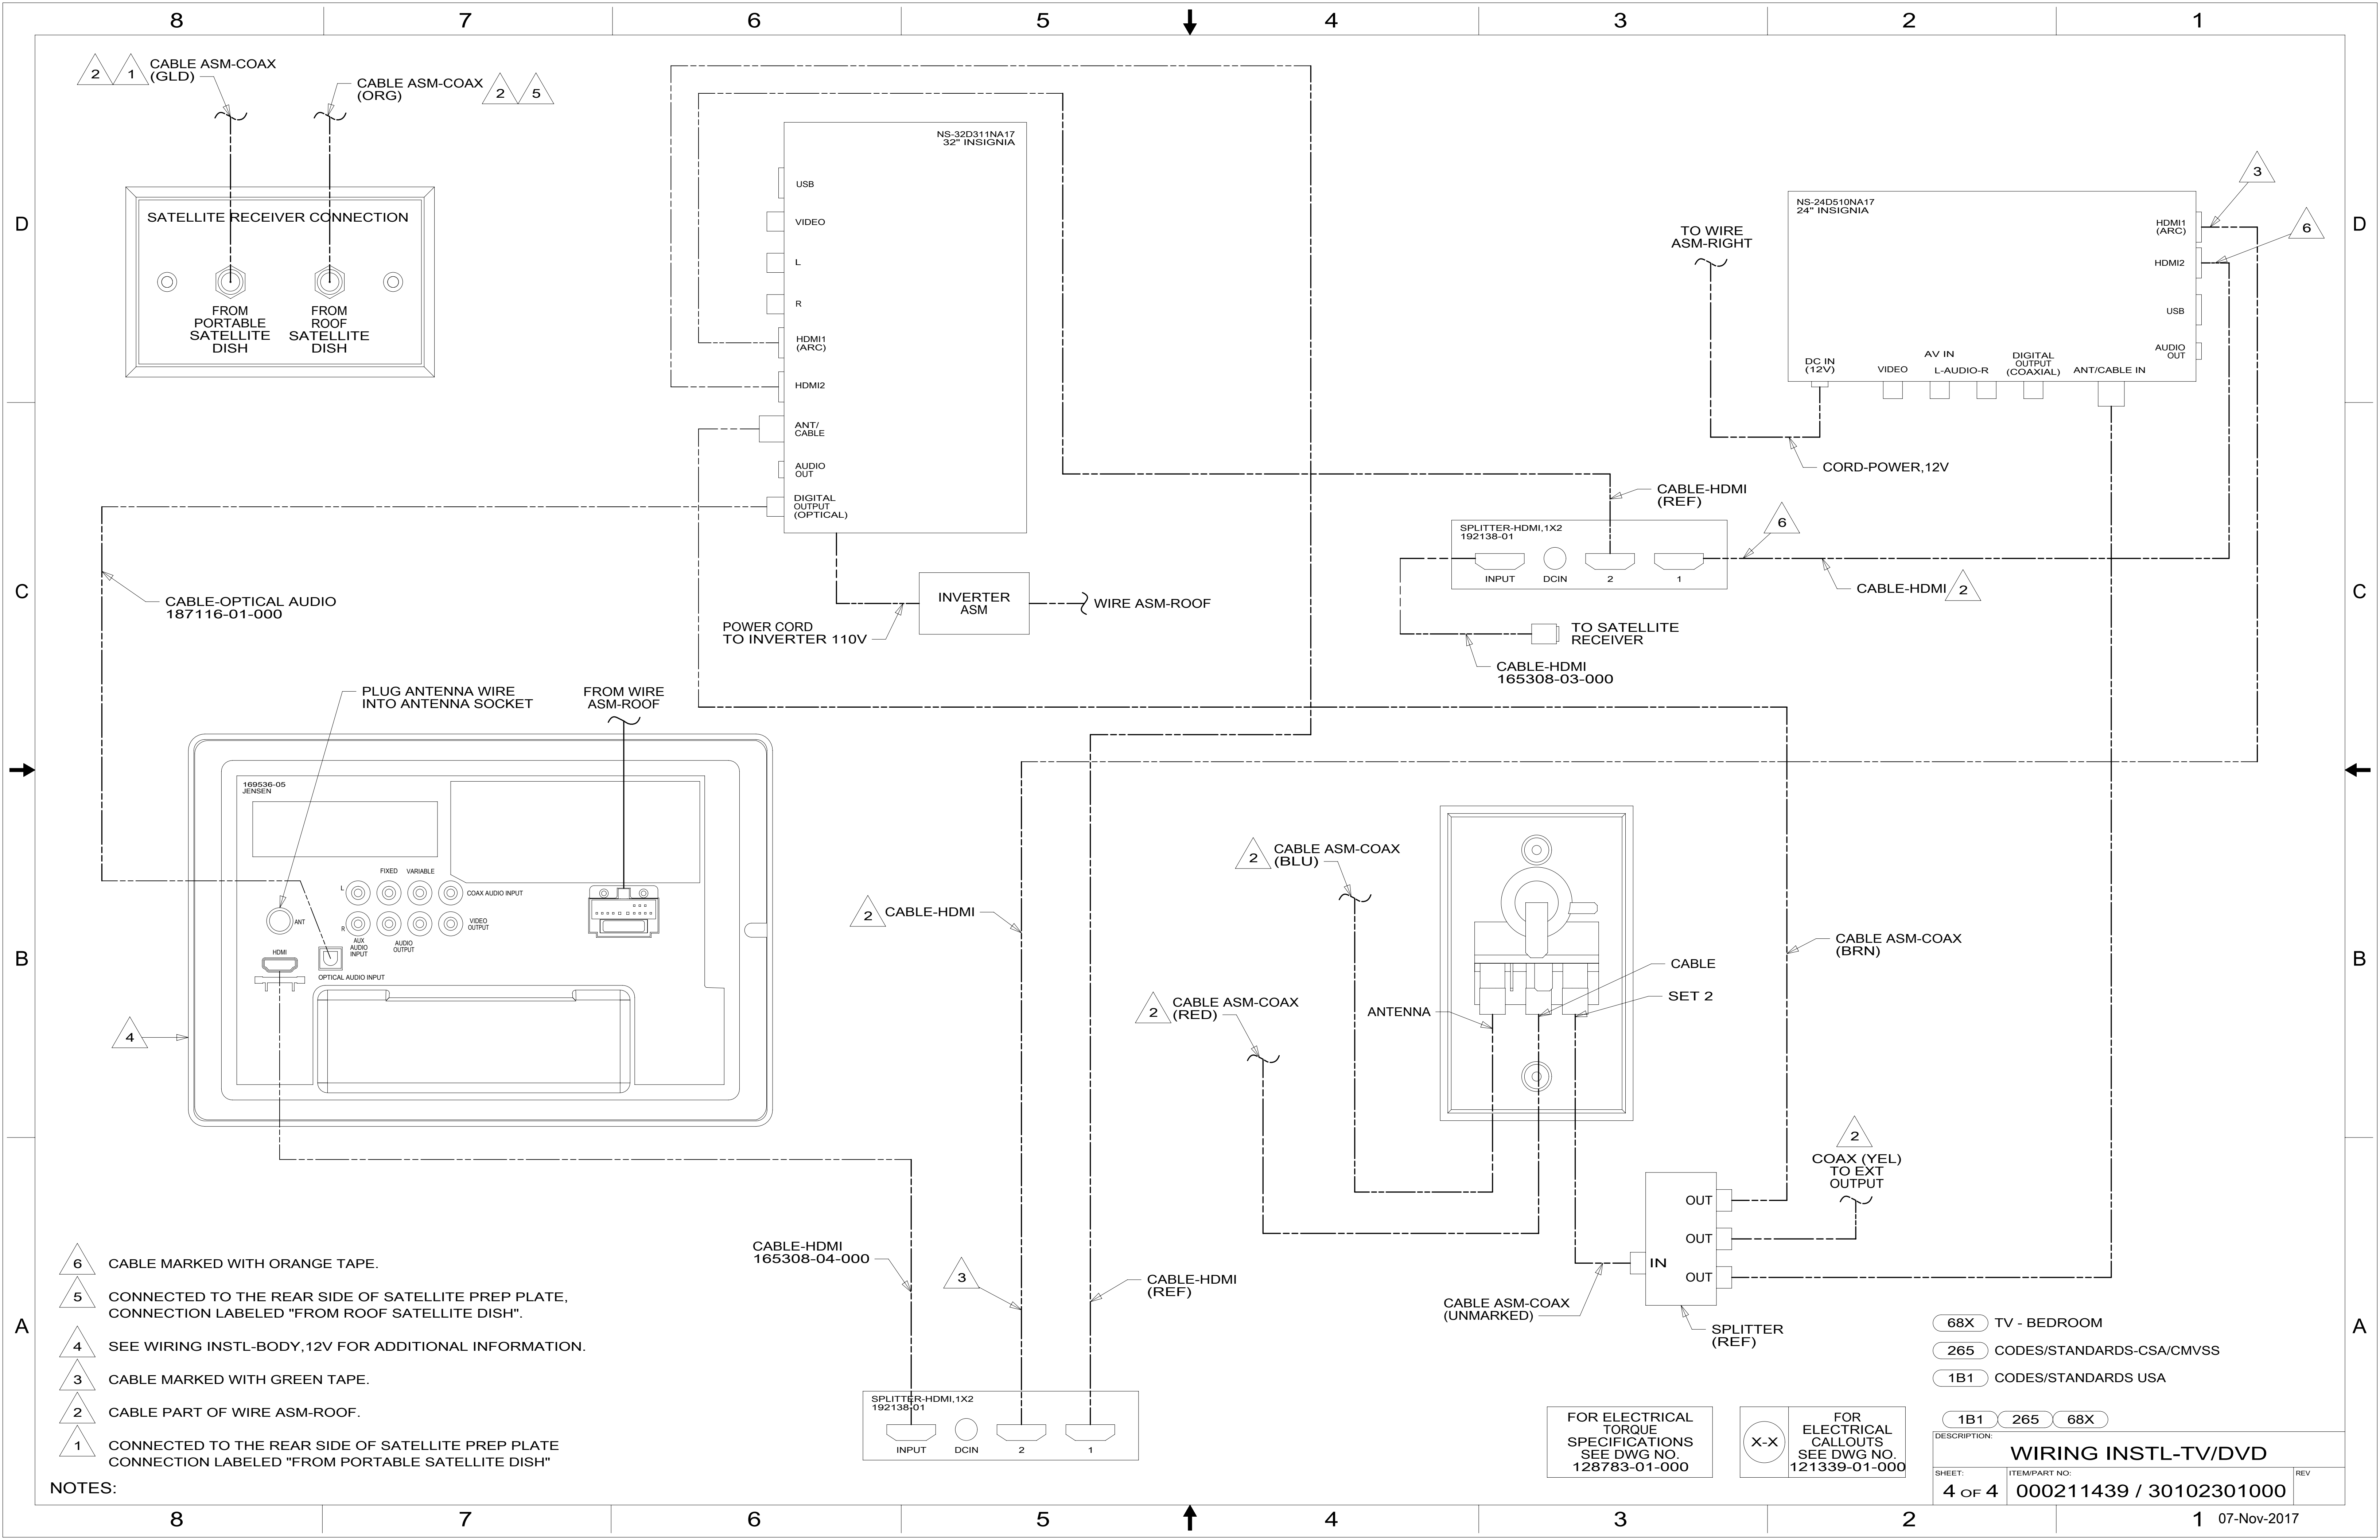 8 7 6 5 4 3 2 1
D
C
B
A
D
C
B
A
2 1
CABLE ASM-COAX
(GLD)
CABLE ASM-COAX
(ORG)
2 5
SATELLITE RECEIVER CONNECTION
FROM
PORTABLE
SATELLITE
DISH
FROM
ROOF
SATELLITE
DISH
NS-32D311NA17
32" INSIGNIA
USB
VIDEO
L
R
HDMI1
(ARC)
HDMI2
ANT/
CABLE
AUDIO
OUT
DIGITAL
OUTPUT
(OPTICAL)
INVERTER
ASM
WIRE ASM-ROOF
POWER CORD
TO INVERTER 110V
CABLE-OPTICAL AUDIO
187116-01-000
NS-24D510NA17
24" INSIGNIA
HDMI1
(ARC)
HDMI2
USB
AUDIO
OUT
DC IN
(12V)
VIDEO
AV IN
L-AUDIO-R
DIGITAL
OUTPUT
(COAXIAL)
ANT/CABLE IN
3
6
TO WIRE
ASM-RIGHT
CORD-POWER,12V
CABLE-HDMI
(REF)
SPLITTER-HDMI,1X2
192138-01
INPUT DCIN 2 1
6
CABLE-HDMI 2
TO SATELLITE
RECEIVER
CABLE-HDMI
165308-03-000
PLUG ANTENNA WIRE
INTO ANTENNA SOCKET
FROM WIRE
ASM-ROOF
169536-05
JENSEN
FIXED VARIABLE
L
COAX AUDIO INPUT
ANT
R
VIDEO
OUTPUT
AUX
AUDIO
INPUT
AUDIO
OUTPUT
HDMI
OPTICAL AUDIO INPUT
4
2 CABLE-HDMI
2 CABLE ASM-COAX
(BLU)
2 CABLE ASM-COAX
(RED)
ANTENNA
CABLE
SET 2
CABLE ASM-COAX
(BRN)
2
COAX (YEL)
TO EXT
OUTPUT
OUT
OUT
IN
OUT
CABLE ASM-COAX
(UNMARKED)
SPLITTER
(REF)
CABLE-HDMI
165308-04-000
3
CABLE-HDMI
(REF)
SPLITTER-HDMI,1X2
192138-01
INPUT DCIN 2 1
6 CABLE MARKED WITH ORANGE TAPE.
5 CONNECTED TO THE REAR SIDE OF SATELLITE PREP PLATE,
CONNECTION LABELED "FROM ROOF SATELLITE DISH".
4 SEE WIRING INSTL-BODY,12V FOR ADDITIONAL INFORMATION.
3 CABLE MARKED WITH GREEN TAPE.
2 CABLE PART OF WIRE ASM-ROOF.
1 CONNECTED TO THE REAR SIDE OF SATELLITE PREP PLATE
CONNECTION LABELED "FROM PORTABLE SATELLITE DISH"
NOTES:
68X TV - BEDROOM
265 CODES/STANDARDS-CSA/CMVSS
1B1 CODES/STANDARDS USA
1B1 265 68X
FOR ELECTRICAL
TORQUE
SPECIFICATIONS
SEE DWG NO.
128783-01-000
X-X
FOR
ELECTRICAL
CALLOUTS
SEE DWG NO.
121339-01-000
DESCRIPTION:
WIRING INSTL-TV/DVD
SHEET:
4 OF 4
ITEM/PART NO:
000211439 / 30102301000
REV
8 7 6 5 4 3 2 1
07-Nov-2017